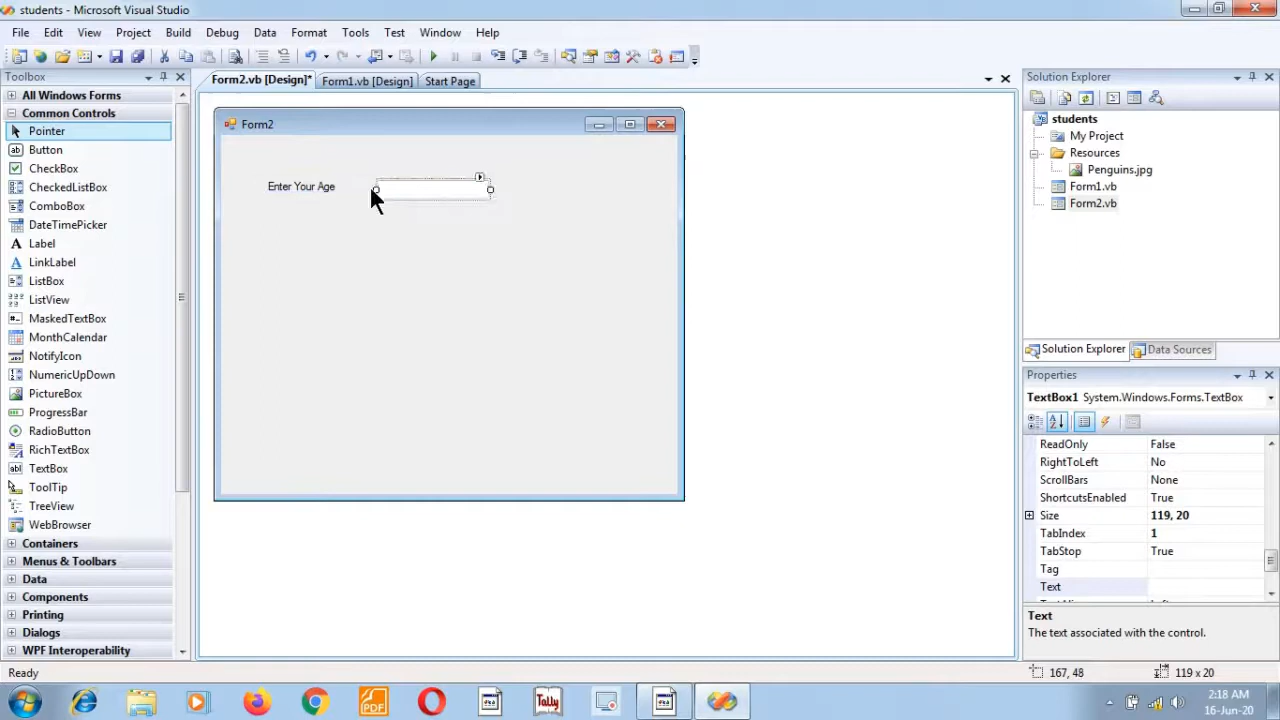 students - Microsoft Visual Studio
File Edit View Project Build Debug Data Format Tools Test Window Help
Toolbox
All Windows Forms
Common Controls
Pointer
Button
CheckBox
CheckedListBox
ComboBox
DateTimePicker
Label
LinkLabel
ListBox
ListView
MaskedTextBox
MonthCalendar
NotifyIcon
NumericUpDown
PictureBox
ProgressBar
RadioButton
RichTextBox
TextBox
ToolTip
TreeView
WebBrowser
Containers
Menus & Toolbars
Data
Components
Printing
Dialogs
WPF Interoperability
Form2.vb [Design]* Form1.vb [Design] Start Page
Form2
Enter Your Age
Solution Explorer
students
My Project
Resources
Penguins.jpg
Form1.vb
Form2.vb
Solution Explorer Data Sources
Properties
TextBox1 System.Windows.Forms.TextBox
ReadOnly False
RightToLeft No
ScrollBars None
ShortcutsEnabled True
Size 119, 20
TabIndex 1
TabStop True
Tag
Text
Text
The text associated with the control.
Ready 167, 48 119 x 20
PDF Tally
2:18 AM
16-Jun-20